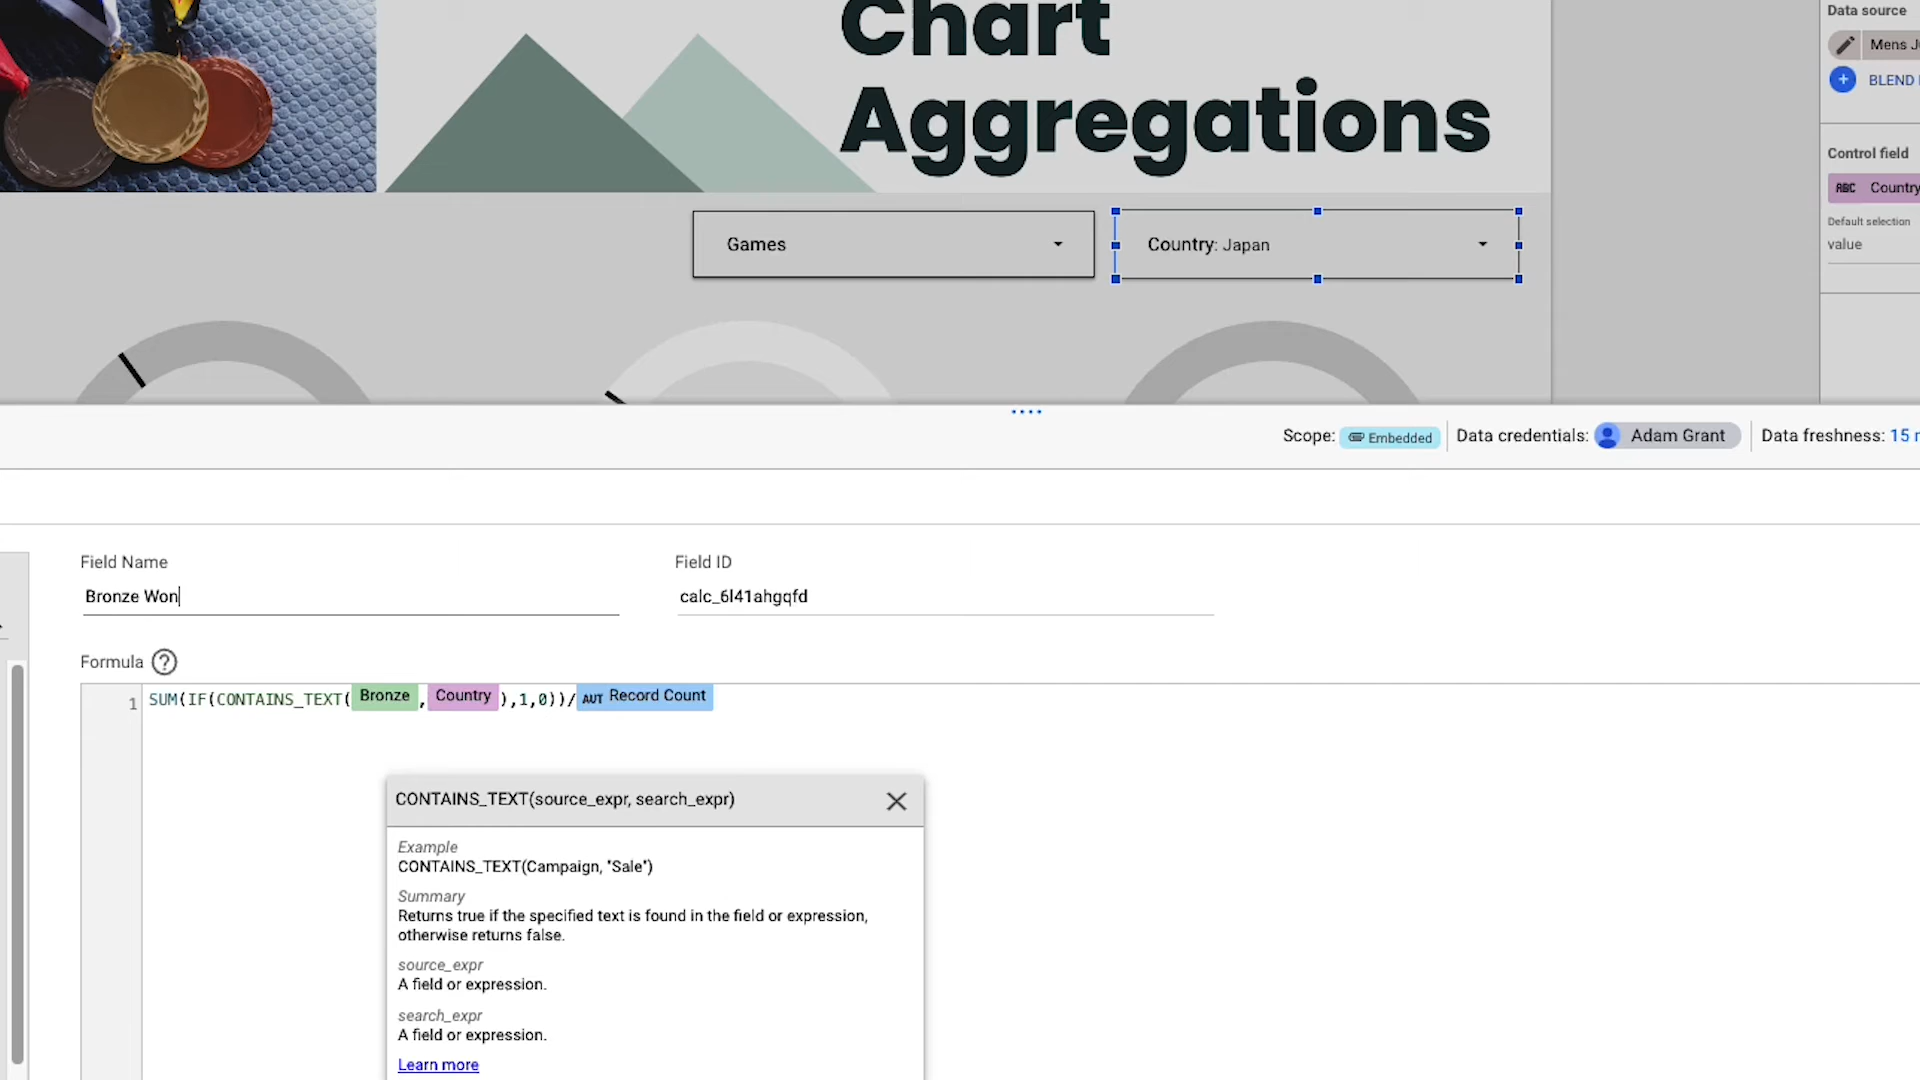 Chart
Aggregations
Data source
Mens J
BLEND
Control field
ABC Country
Default selection
value
Games
Country: Japan
Scope: Embedded Data credentials: Adam Grant Data freshness: 15
Field Name
Field ID
Bronze Won
calc_6l41ahgqfd
Formula ?
1 SUM(IF(CONTAINS_TEXT( Bronze , Country ),1,0))/ AUT Record Count
CONTAINS_TEXT(source_expr, search_expr)
Example
CONTAINS_TEXT(Campaign, "Sale")
Summary
Returns true if the specified text is found in the field or expression,
otherwise returns false.
source_expr
A field or expression.
search_expr
A field or expression.
Learn more